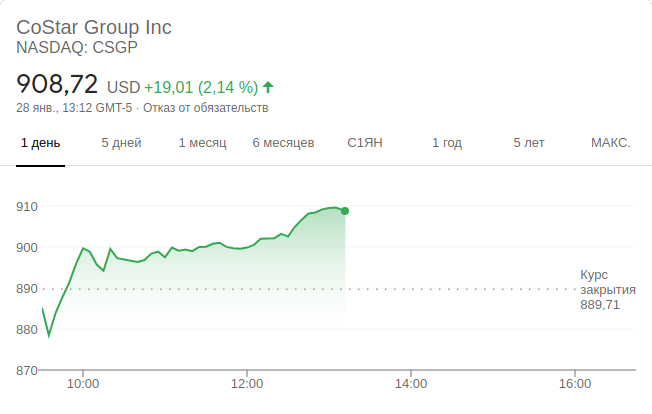 CoStar Group Inc
NASDAQ: CSGP
908,72 USD +19,01 (2,14 %)
28 янв., 13:12 GMT-5 · Отказ от обязательств
1 день 5 дней 1 месяц 6 месяцев С1ЯН 1 год 5 лет МАКС.
910
900
890
880
870
Курс
закрытия
889,71
10:00 12:00 14:00 16:00